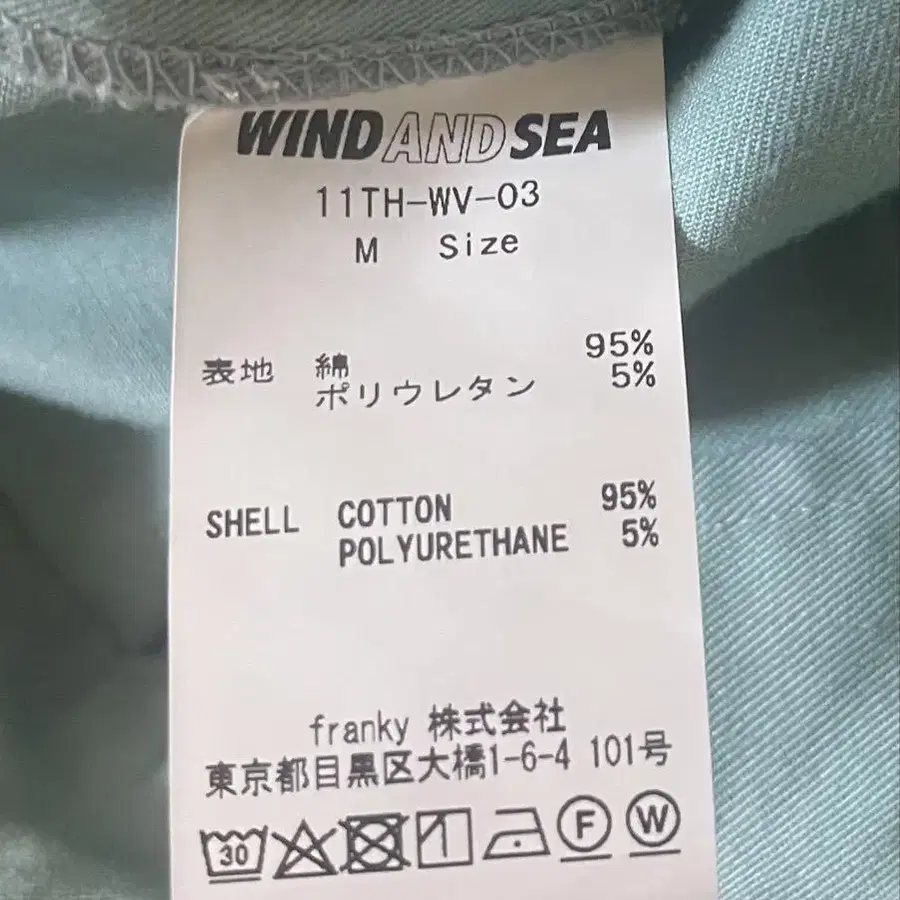 WIND AND SEA
11TH-WV-03
M Size
表地 綿 95%
ポリウレタン 5%
SHELL COTTON 95%
POLYURETHANE 5%
franky 株式会社
東京都目黒区大橋1-6-4 101号
30 F W